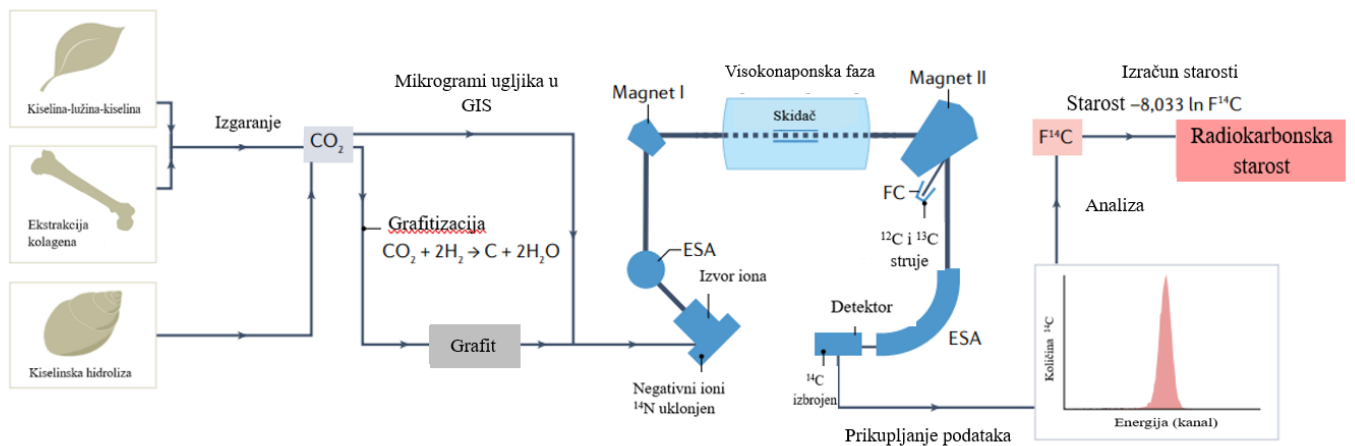 Kiselina-lužina-kiselina
Ekstrakcija
kolagena
Kiselinska hidroliza
Izgaranje
CO₂
Mikrogrami ugljika u
GIS
Grafitizacija
CO₂ + 2H₂ → C + 2H₂O
Grafit
Magnet I
ESA
Izvor iona
Negativni ioni
¹⁴N uklonjen
Visokonaponska faza
Skidač
Magnet II
FC
¹²C i ¹³C
struje
ESA
Detektor
¹⁴C
izbrojen
Prikupljanje podataka
Količina ¹⁴C
Energija (kanal)
Analiza
F¹⁴C
Izračun starosti
Starost –8,033 ln F¹⁴C
Radiokarbonska
starost